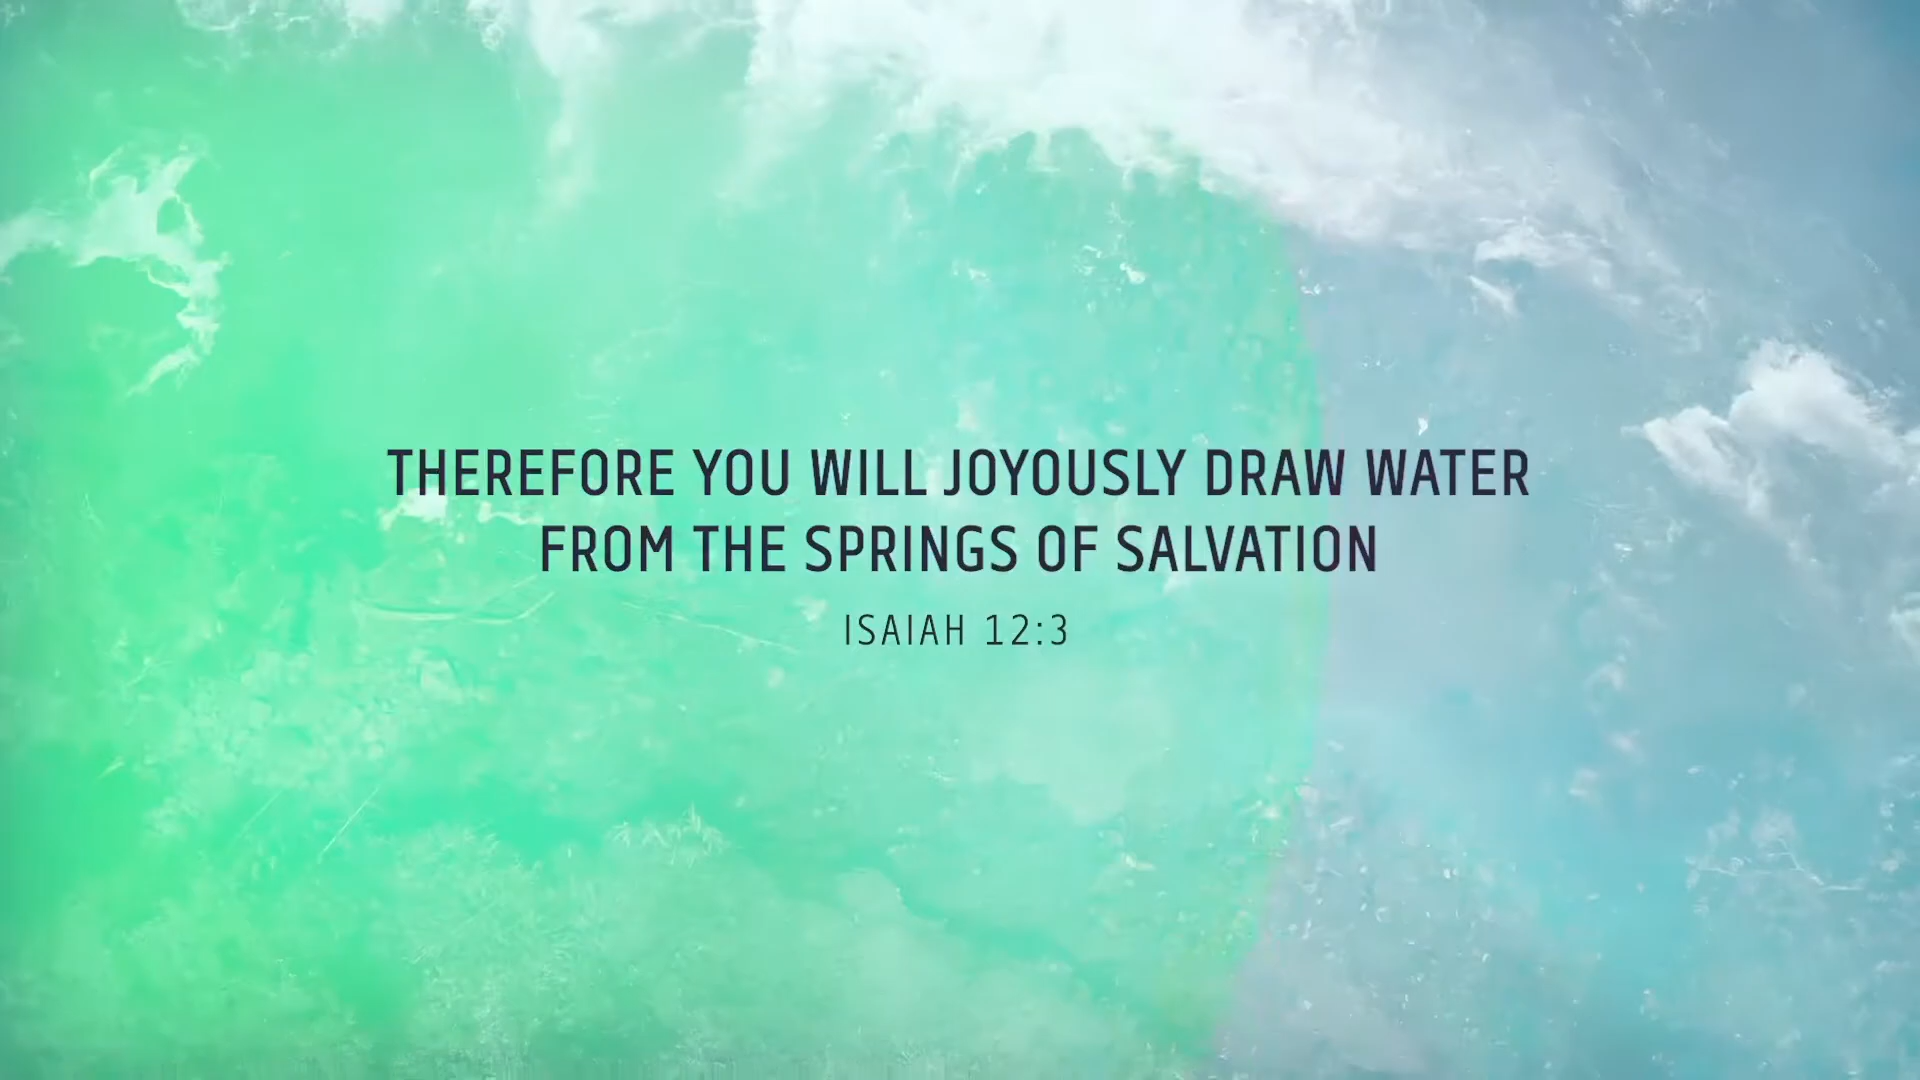 THEREFORE YOU WILL JOYOUSLY DRAW WATER
FROM THE SPRINGS OF SALVATION
ISAIAH 12:3